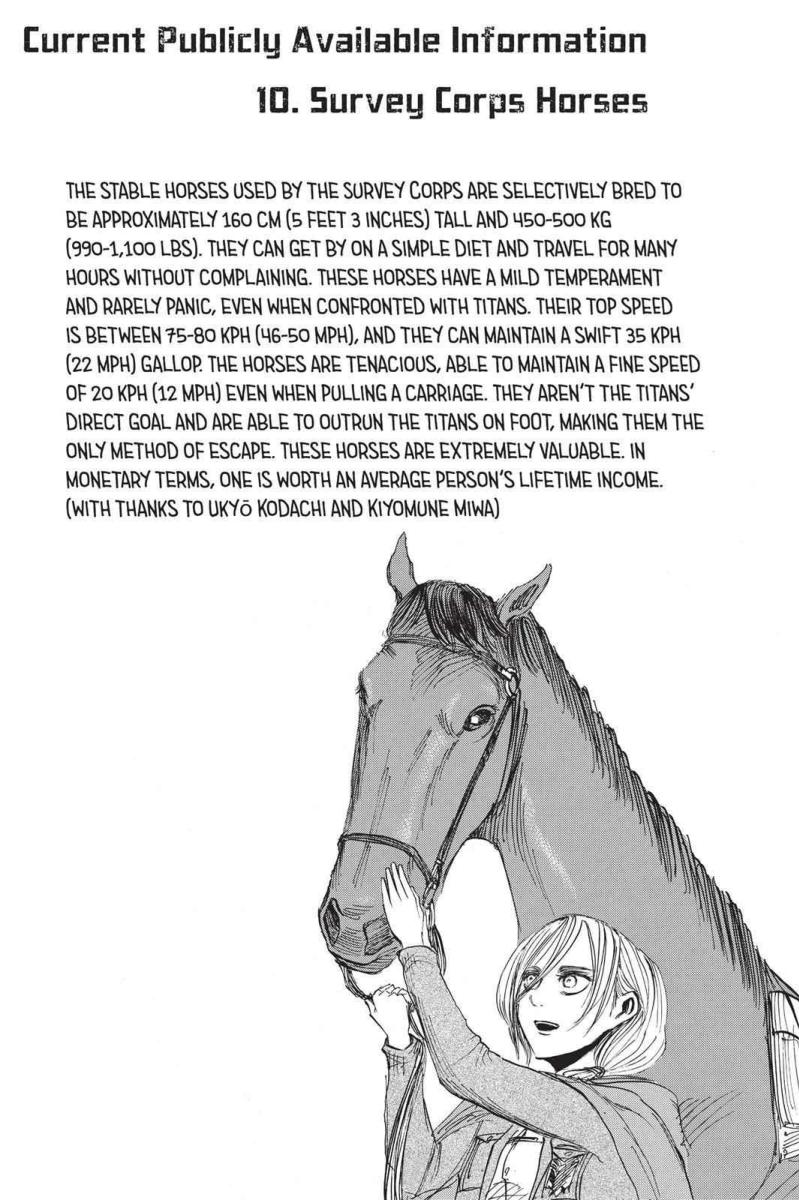 Current Publicly Available Information
10. Survey Corps Horses
THE STABLE HORSES USED BY THE SURVEY CORPS ARE SELECTIVELY BRED TO
BE APPROXIMATELY 160 CM (5 FEET 3 INCHES) TALL AND 450-500 KG
(990-1,100 LBS). THEY CAN GET BY ON A SIMPLE DIET AND TRAVEL FOR MANY
HOURS WITHOUT COMPLAINING. THESE HORSES HAVE A MILD TEMPERAMENT
AND RARELY PANIC, EVEN WHEN CONFRONTED WITH TITANS. THEIR TOP SPEED
IS BETWEEN 75-80 KPH (46-50 MPH), AND THEY CAN MAINTAIN A SWIFT 35 KPH
(22 MPH) GALLOP. THE HORSES ARE TENACIOUS, ABLE TO MAINTAIN A FINE SPEED
OF 20 KPH (12 MPH) EVEN WHEN PULLING A CARRIAGE. THEY AREN'T THE TITANS'
DIRECT GOAL AND ARE ABLE TO OUTRUN THE TITANS ON FOOT, MAKING THEM THE
ONLY METHOD OF ESCAPE. THESE HORSES ARE EXTREMELY VALUABLE. IN
MONETARY TERMS, ONE IS WORTH AN AVERAGE PERSON'S LIFETIME INCOME.
(WITH THANKS TO UKYŌ KODACHI AND KIYOMUNE MIWA)